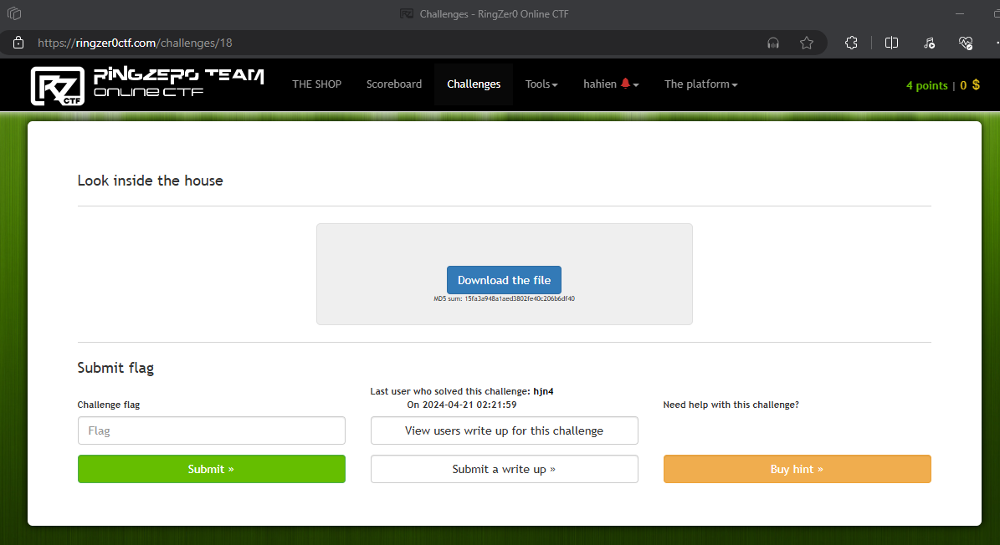 Challenges - RingZer0 Online CTF
https://ringzer0ctf.com/challenges/18
RZ CTF
RINGZER0 TEAM
ONLINE CTF
THE SHOP
Scoreboard
Challenges
Tools
hahien
The platform
4 points | 0 $
Look inside the house
Download the file
MD5 sum: 15fa3a948a1aed3802fe40c206b6df40
Submit flag
Challenge flag
Flag
Submit »
Last user who solved this challenge: hjn4
On 2024-04-21 02:21:59
View users write up for this challenge
Submit a write up »
Need help with this challenge?
Buy hint »